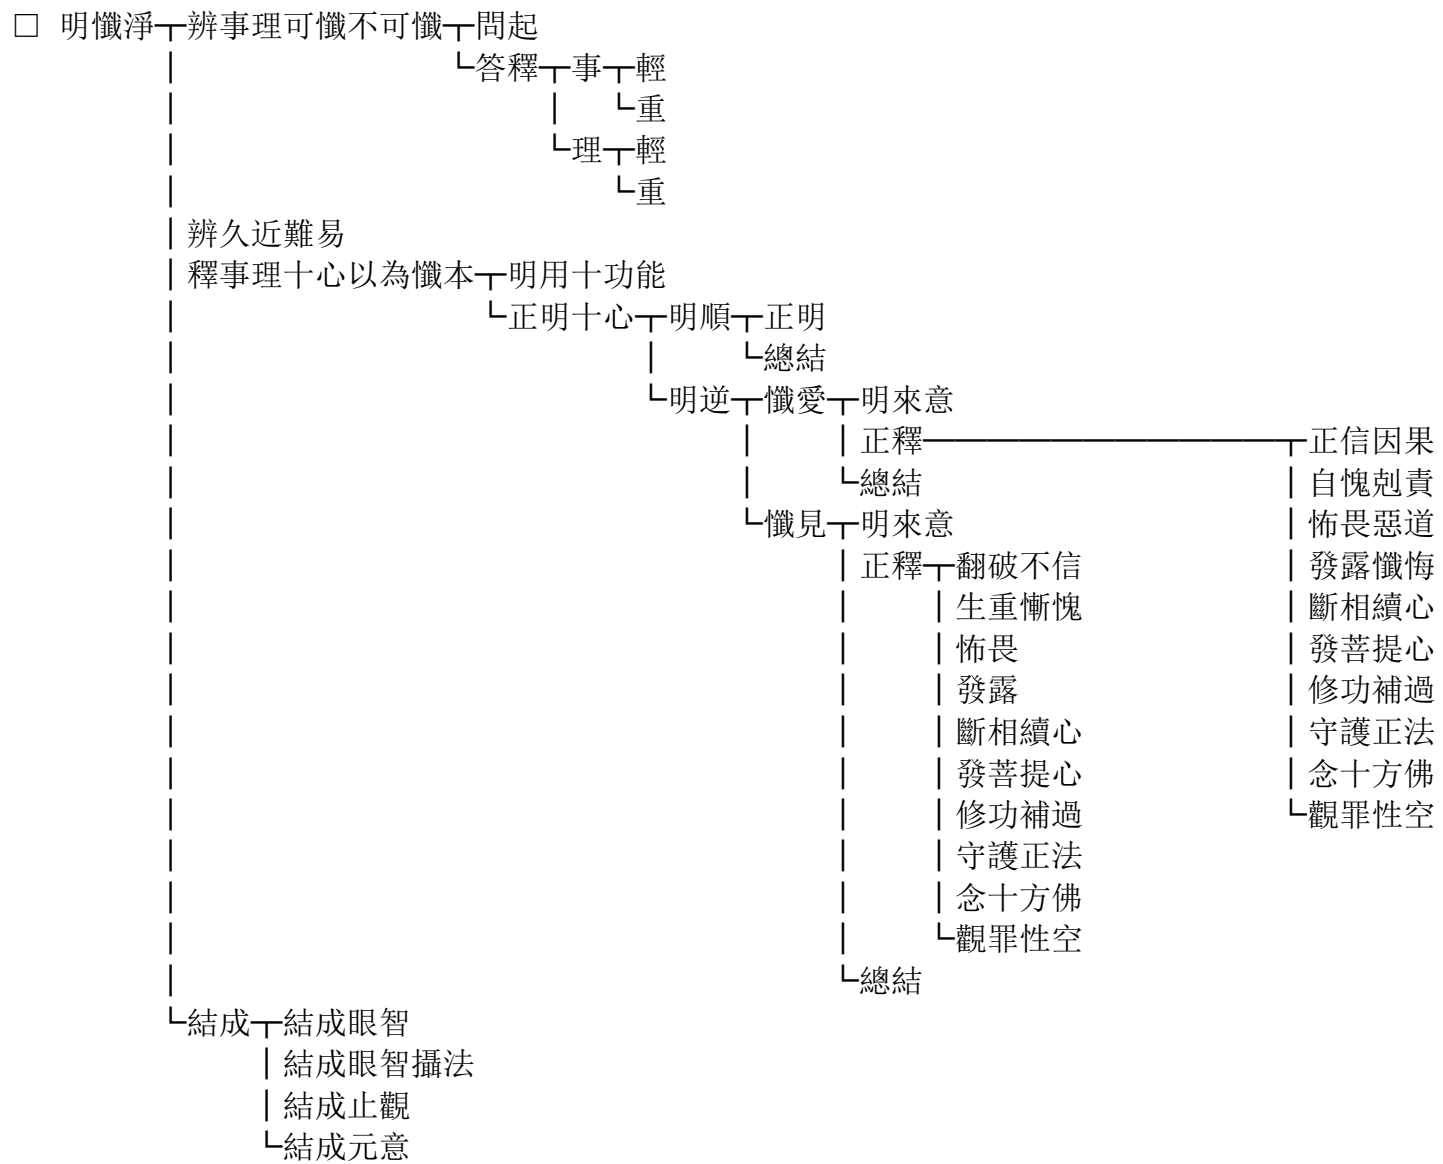 □ 明懺淨┬辨事理可懺不可懺┬問起
│ └答釋┬事┬輕
│ │ └重
│ └理┬輕
│ └重
│辨久近難易
│釋事理十心以為懺本┬明用十功能
│ └正明十心┬明順┬正明
│ │ └總結
│ └明逆┬懺愛┬明來意
│ │ │正釋───────────┬正信因果
│ │ └總結 │自愧剋責
│ └懺見┬明來意 │怖畏惡道
│ │正釋┬翻破不信 │發露懺悔
│ │ │生重慚愧 │斷相續心
│ │ │怖畏 │發菩提心
│ │ │發露 │修功補過
│ │ │斷相續心 │守護正法
│ │ │發菩提心 │念十方佛
│ │ │修功補過 └觀罪性空
│ │ │守護正法
│ │ │念十方佛
│ │ └觀罪性空
│ └總結
└結成┬結成眼智
│結成眼智攝法
│結成止觀
└結成元意